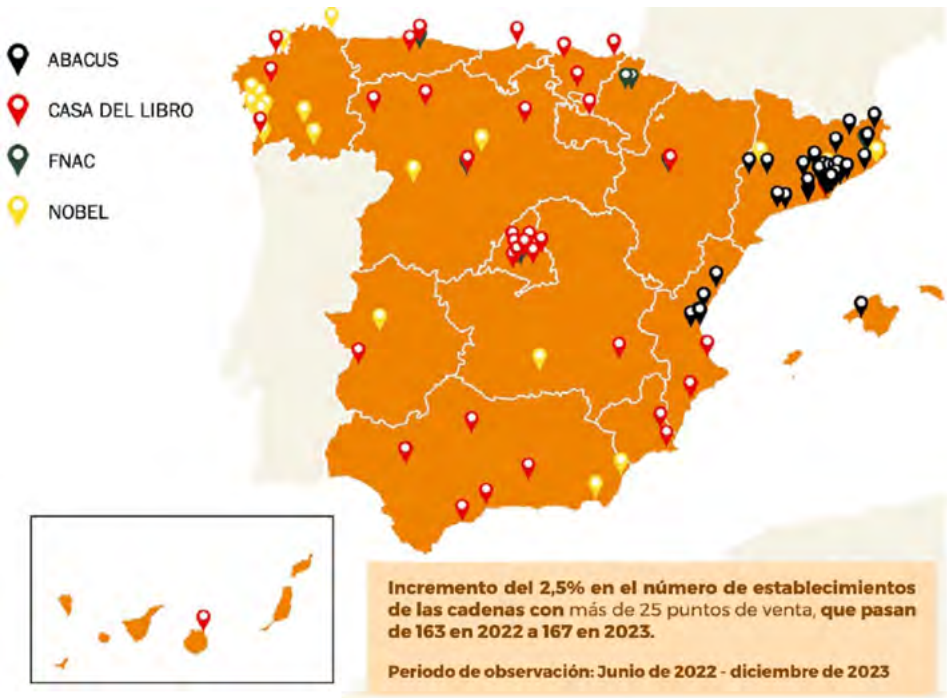 ABACUS
CASA DEL LIBRO
FNAC
NOBEL
Incremento del 2,5% en el número de establecimientos
de las cadenas con más de 25 puntos de venta, que pasan
de 163 en 2022 a 167 en 2023.
Periodo de observación: Junio de 2022 - diciembre de 2023